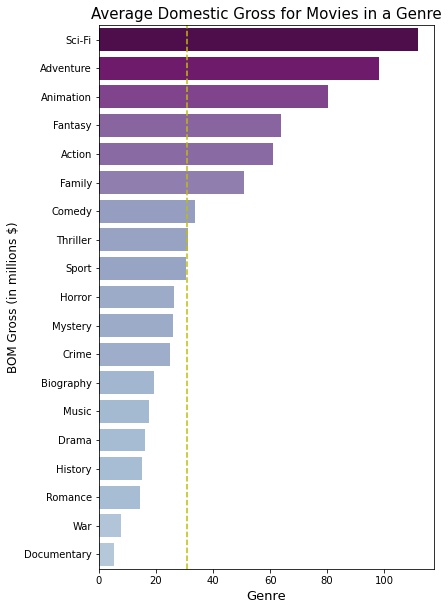 Average Domestic Gross for Movies in a Genre
BOM Gross (in millions $)
Sci-Fi
Adventure
Animation
Fantasy
Action
Family
Comedy
Thriller
Sport
Horror
Mystery
Crime
Biography
Music
Drama
History
Romance
War
Documentary
0 20 40 60 80 100
Genre